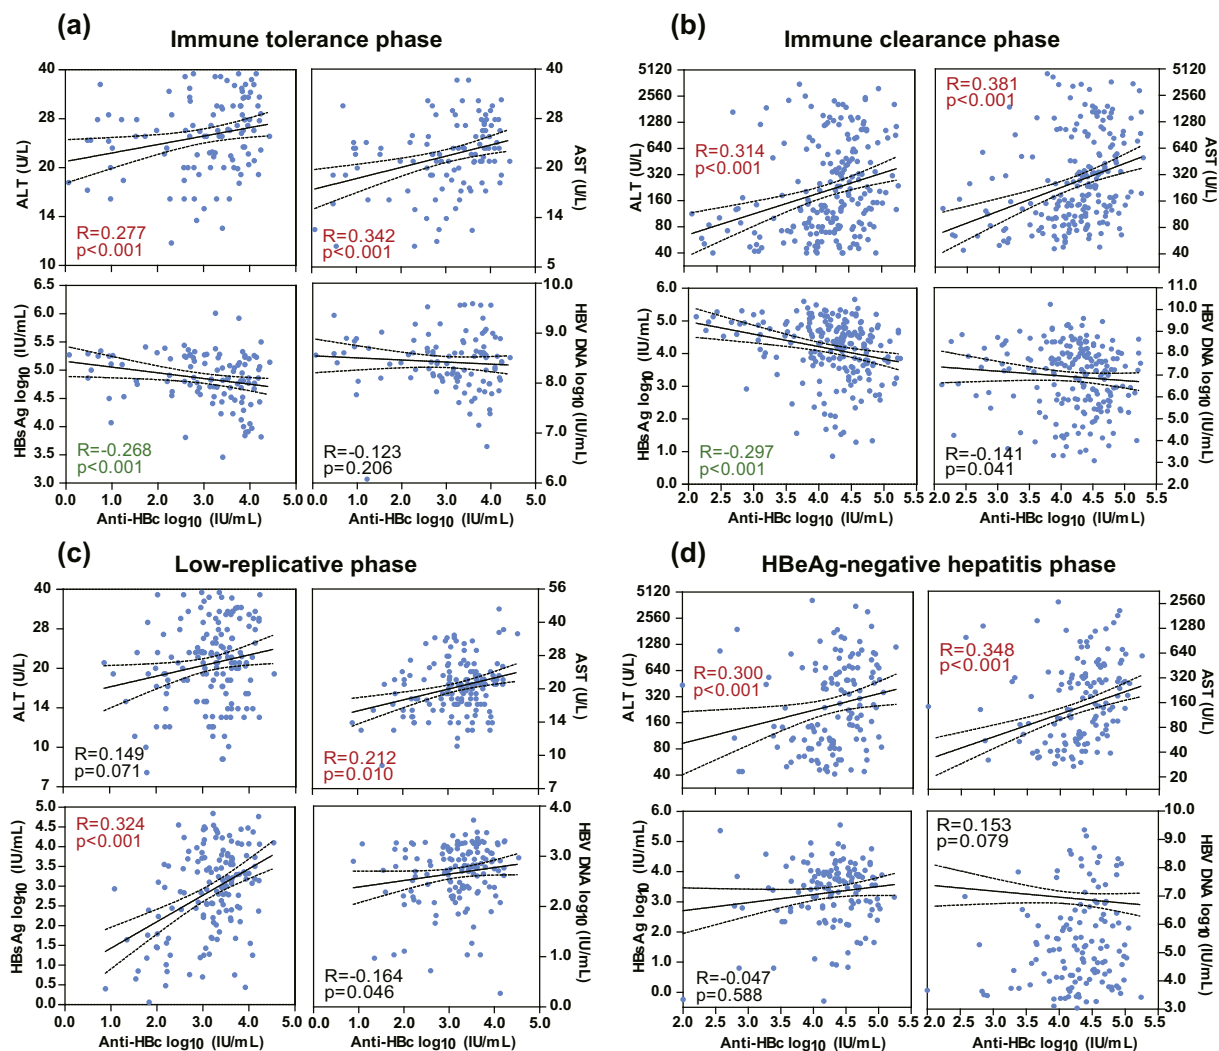 (a)
Immune tolerance phase
40
28
20
14
10
ALT (U/L)
R=0.277
p<0.001
40
28
20
14
5
AST (U/L)
R=0.342
p<0.001
6.5
6.0
5.5
5.0
4.5
4.0
3.5
3.0
HBsAg log10 (IU/mL)
R=-0.268
p<0.001
0.0 1.0 2.0 3.0 4.0 5.0
Anti-HBc log10 (IU/mL)
10.0
9.0
8.0
7.0
6.0
HBV DNA log10 (IU/mL)
R=-0.123
p=0.206
0.0 1.0 2.0 3.0 4.0 5.0
Anti-HBc log10 (IU/mL)
(b)
Immune clearance phase
5120
2560
1280
640
320
160
80
40
ALT (U/L)
R=0.314
p<0.001
5120
2560
1280
640
320
160
80
40
AST (U/L)
R=0.381
p<0.001
6.0
5.0
4.0
3.0
2.0
1.0
0.0
HBsAg log10 (IU/mL)
R=-0.297
p<0.001
2.0 2.5 3.0 3.5 4.0 4.5 5.0 5.5
Anti-HBc log10 (IU/mL)
11.0
10.0
9.0
8.0
7.0
6.0
5.0
4.0
3.0
2.0
HBV DNA log10 (IU/mL)
R=-0.141
p=0.041
2.0 2.5 3.0 3.5 4.0 4.5 5.0 5.5
Anti-HBc log10 (IU/mL)
(c)
Low-replicative phase
40
28
20
14
10
7
ALT (U/L)
R=0.149
p=0.071
56
40
28
20
14
10
7
AST (U/L)
R=0.212
p=0.010
5.0
4.5
4.0
3.5
3.0
2.5
2.0
1.5
1.0
0.5
0.0
HBsAg log10 (IU/mL)
R=0.324
p<0.001
0.0 1.0 2.0 3.0 4.0 5.0
Anti-HBc log10 (IU/mL)
4.0
3.0
2.0
1.0
0.0
HBV DNA log10 (IU/mL)
R=-0.164
p=0.046
0.0 1.0 2.0 3.0 4.0 5.0
Anti-HBc log10 (IU/mL)
(d)
HBeAg-negative hepatitis phase
5120
2560
1280
640
320
160
80
40
ALT (U/L)
R=0.300
p<0.001
2560
1280
640
320
160
80
40
20
AST (U/L)
R=0.348
p<0.001
6.0
5.0
4.0
3.0
2.0
1.0
0.0
HBsAg log10 (IU/mL)
R=-0.047
p=0.588
2.0 2.5 3.0 3.5 4.0 4.5 5.0 5.5
Anti-HBc log10 (IU/mL)
10.0
9.0
8.0
7.0
6.0
5.0
4.0
3.0
HBV DNA log10 (IU/mL)
R=0.153
p=0.079
2.0 2.5 3.0 3.5 4.0 4.5 5.0 5.5
Anti-HBc log10 (IU/mL)